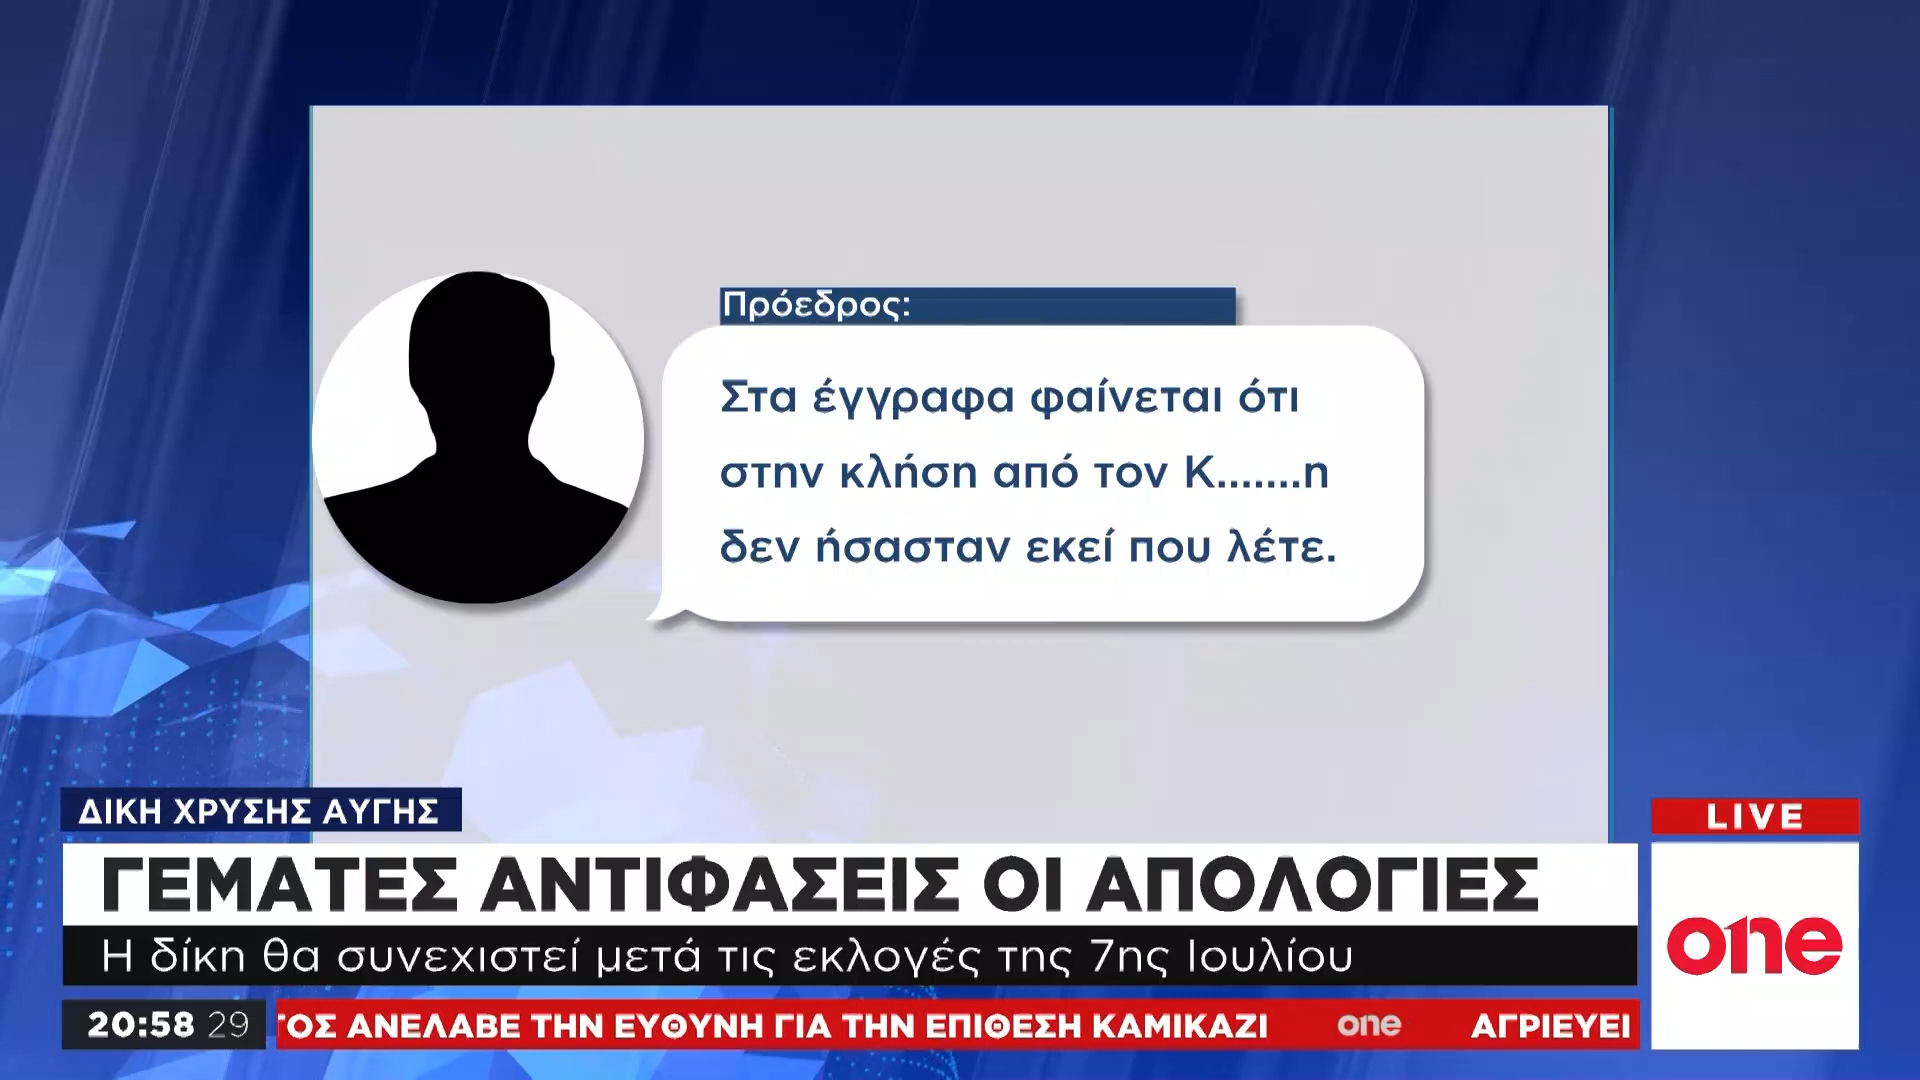 Πρόεδρος:
Στα έγγραφα φαίνεται ότι
στην κλήση από τον Κ.......η
δεν ήσασταν εκεί που λέτε.
ΔΙΚΗ ΧΡΥΣΗΣ ΑΥΓΗΣ
LIVE
ΓΕΜΑΤΕΣ ΑΝΤΙΦΑΣΕΙΣ ΟΙ ΑΠΟΛΟΓΙΕΣ
Η δίκη θα συνεχιστεί μετά τις εκλογές της 7ης Ιουλίου
one
20:58 29
ΤΟΣ ΑΝΕΛΑΒΕ ΤΗΝ ΕΥΘΥΝΗ ΓΙΑ ΤΗΝ ΕΠΙΘΕΣΗ ΚΑΜΙΚΑΖΙ one ΑΓΡΙΕΥΕΙ